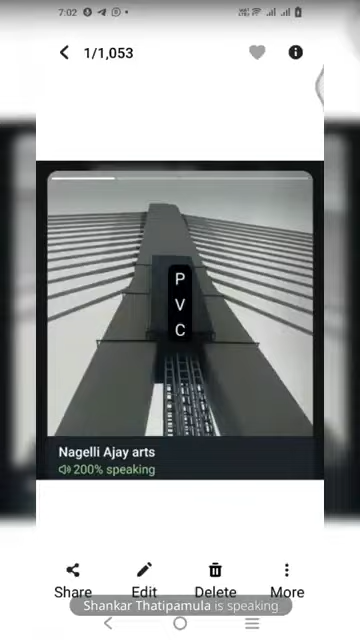 7:02
1/1,053
P
V
C
Nagelli Ajay arts
200% speaking
Share Edit Delete More
Shankar Thatipamula is speaking